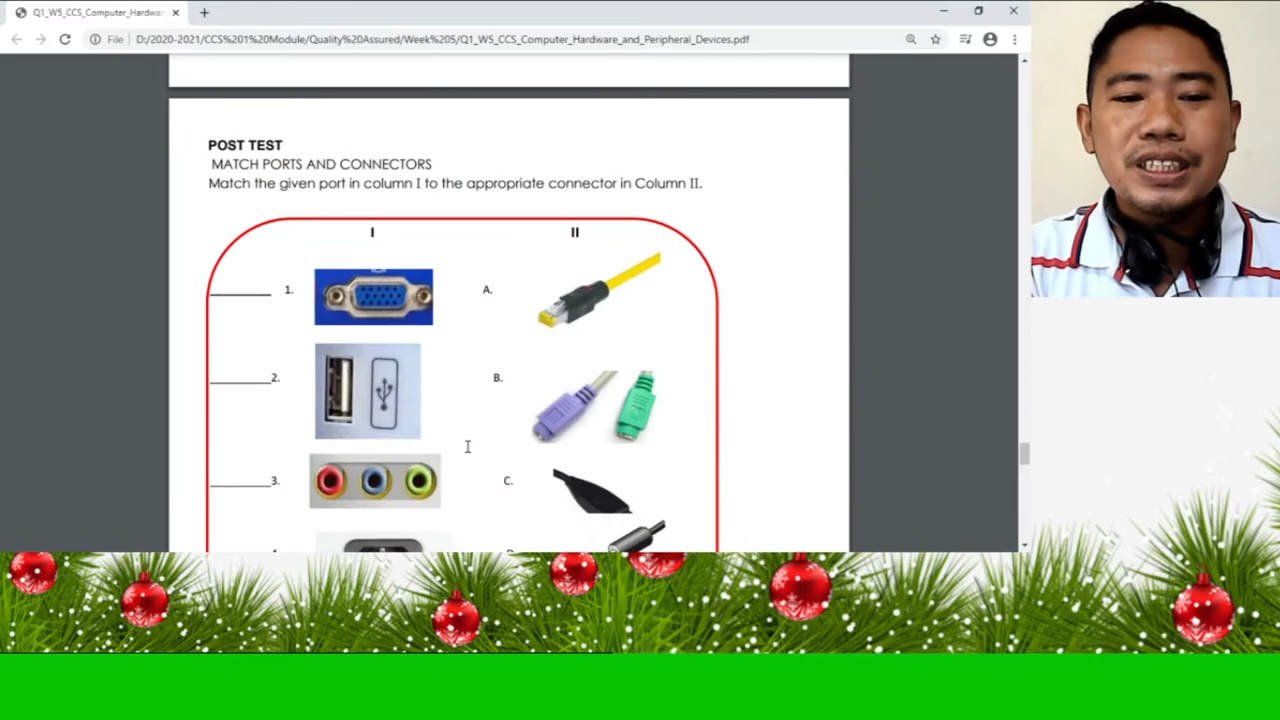 Q1_W5_CCS_Computer_Hardwar
File D:/2020-2021/CCS%201%20Module/Quality%20Assured/Week%205/Q1_W5_CCS_Computer_Hardware_and_Peripheral_Devices.pdf
POST TEST
MATCH PORTS AND CONNECTORS
Match the given port in column I to the appropriate connector in Column II.
I II
1. A.
2. B.
3. C.